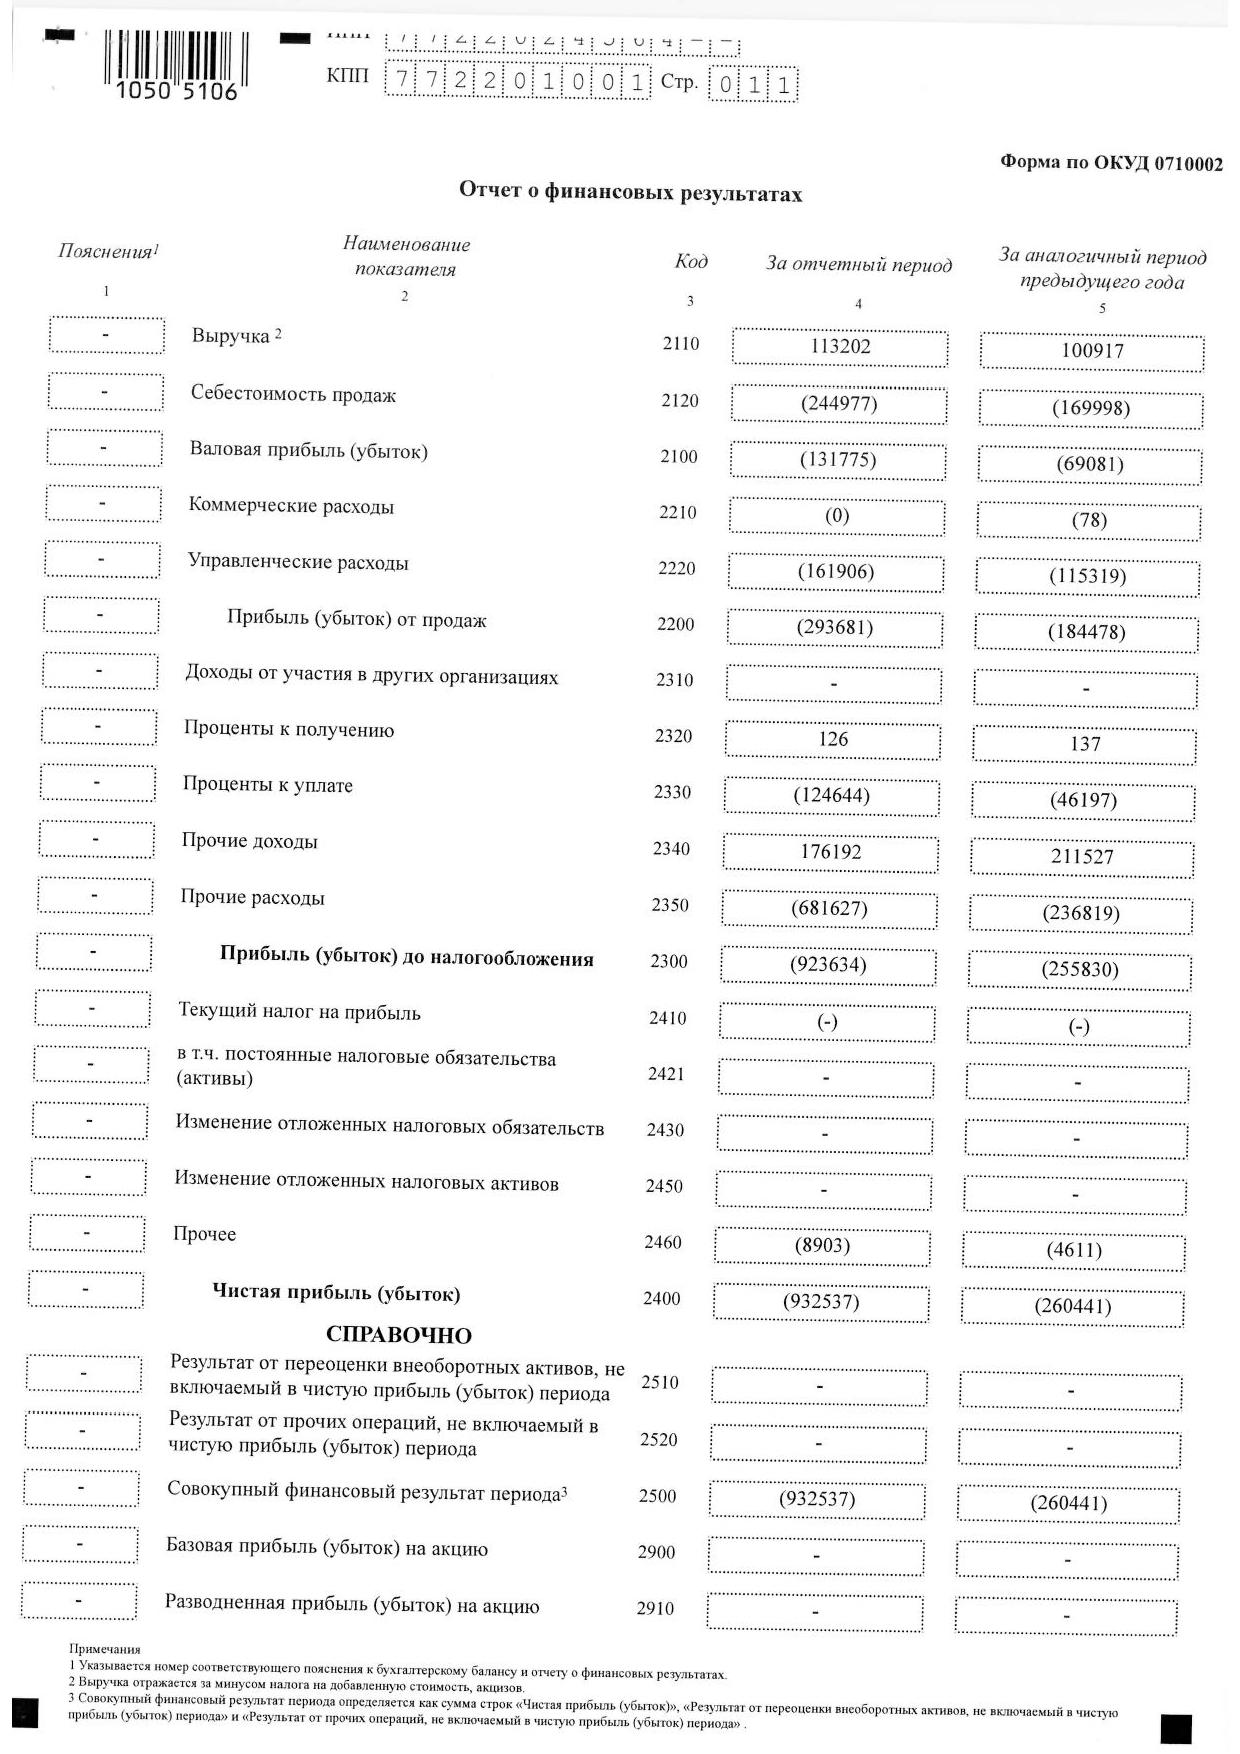 1050 5106
КПП 772201001 Стр. 011
Форма по ОКУД 0710002
Отчет о финансовых результатах
Пояснения1 Наименование показателя Код За отчетный период За аналогичный период предыдущего года
1 2 3 4 5
- Выручка 2 2110 113202 100917
- Себестоимость продаж 2120 (244977) (169998)
- Валовая прибыль (убыток) 2100 (131775) (69081)
- Коммерческие расходы 2210 (0) (78)
- Управленческие расходы 2220 (161906) (115319)
- Прибыль (убыток) от продаж 2200 (293681) (184478)
- Доходы от участия в других организациях 2310 - -
- Проценты к получению 2320 126 137
- Проценты к уплате 2330 (124644) (46197)
- Прочие доходы 2340 176192 211527
- Прочие расходы 2350 (681627) (236819)
- Прибыль (убыток) до налогообложения 2300 (923634) (255830)
- Текущий налог на прибыль 2410 (-) (-)
- в т.ч. постоянные налоговые обязательства
(активы) 2421 - -
- Изменение отложенных налоговых обязательств 2430 - -
- Изменение отложенных налоговых активов 2450 - -
- Прочее 2460 (8903) (4611)
- Чистая прибыль (убыток) 2400 (932537) (260441)
СПРАВОЧНО
- Результат от переоценки внеоборотных активов, не
включаемый в чистую прибыль (убыток) периода 2510 - -
- Результат от прочих операций, не включаемый в
чистую прибыль (убыток) периода 2520 - -
- Совокупный финансовый результат периода3 2500 (932537) (260441)
- Базовая прибыль (убыток) на акцию 2900 - -
- Разводненная прибыль (убыток) на акцию 2910 - -
Примечания
1 Указывается номер соответствующего пояснения к бухгалтерскому балансу и отчету о финансовых результатах.
2 Выручка отражается за минусом налога на добавленную стоимость, акцизов.
3 Совокупный финансовый результат периода определяется как сумма строк «Чистая прибыль (убыток)», «Результат от переоценки внеоборотных активов, не включаемый в чистую
прибыль (убыток) периода» и «Результат от прочих операций, не включаемый в чистую прибыль (убыток) периода» .